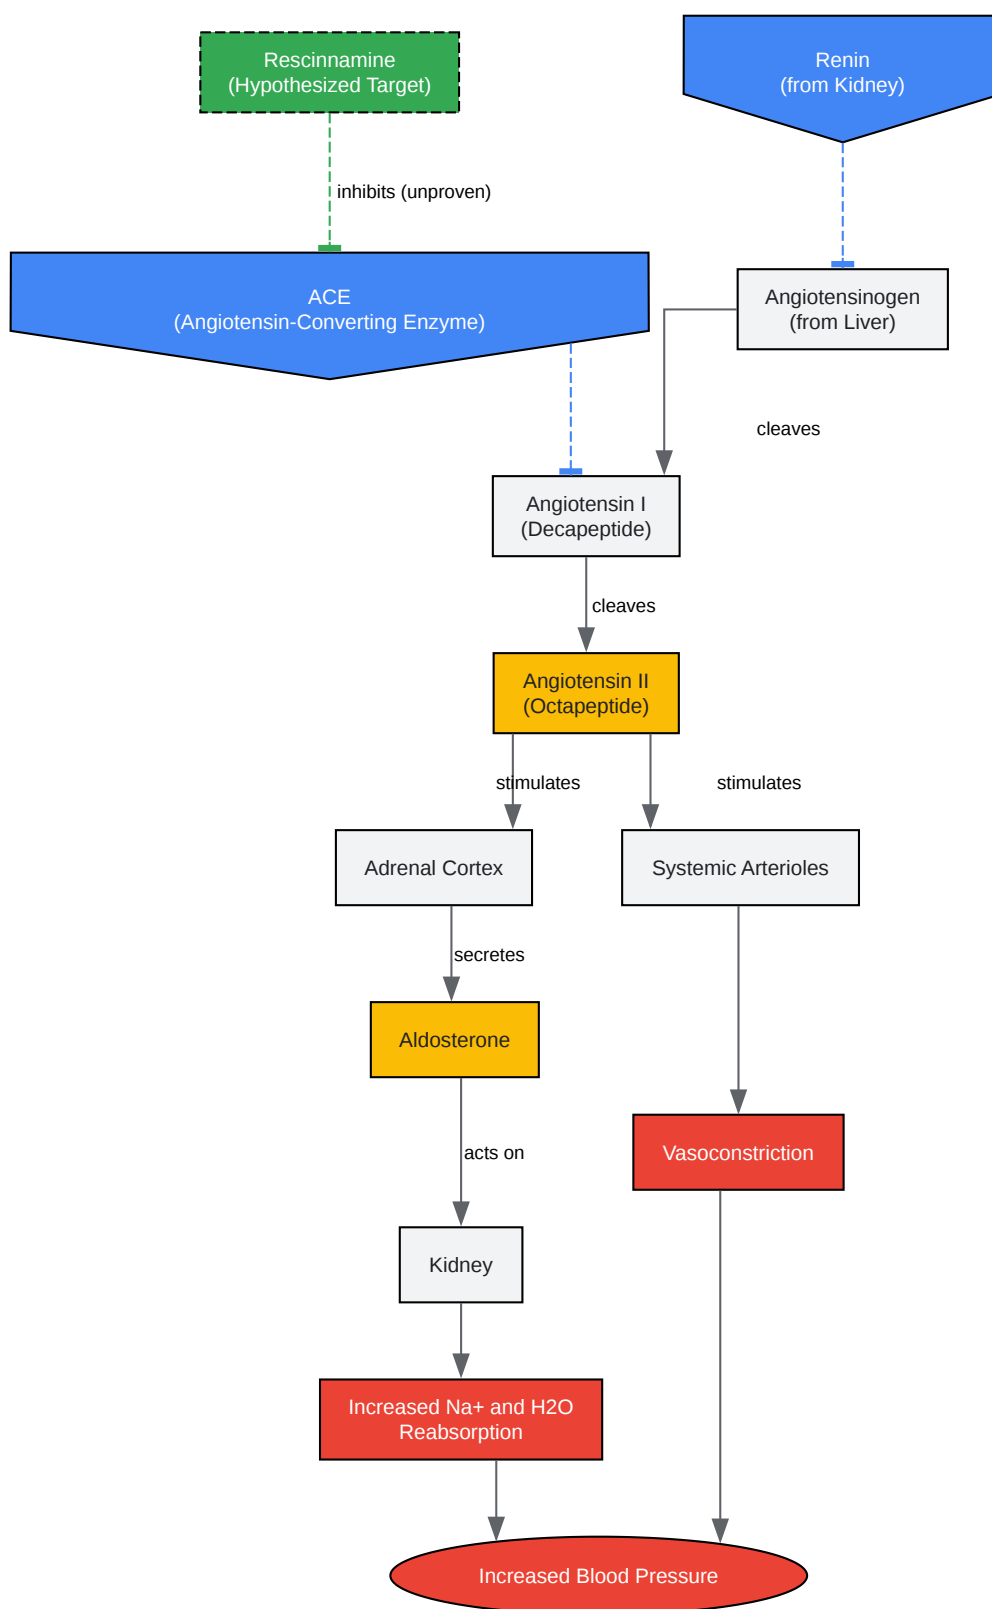 Rescinnamine
(Hypothesized Target)
Renin
(from Kidney)
inhibits (unproven)
ACE
(Angiotensin-Converting Enzyme)
Angiotensinogen
(from Liver)
cleaves
Angiotensin I
(Decapeptide)
cleaves
Angiotensin II
(Octapeptide)
stimulates
stimulates
Adrenal Cortex
Systemic Arterioles
secretes
Aldosterone
acts on
Vasoconstriction
Kidney
Increased Na+ and H2O
Reabsorption
Increased Blood Pressure